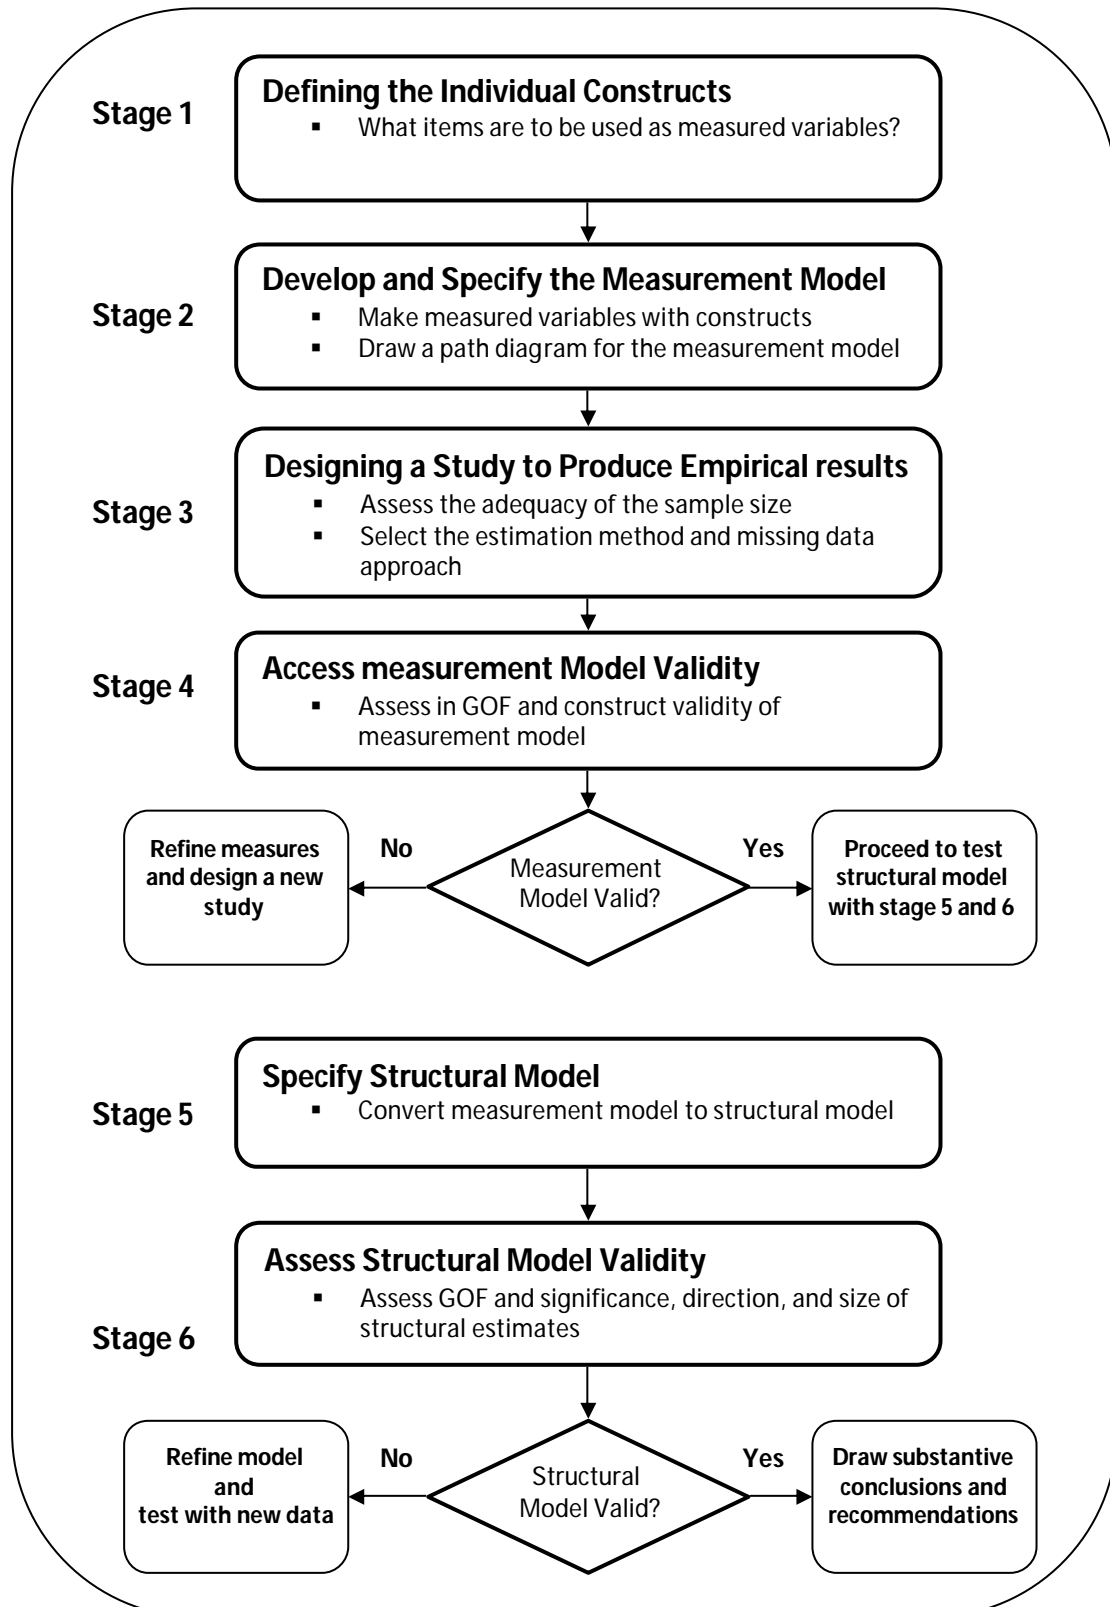 Stage 1
Defining the Individual Constructs
▪ What items are to be used as measured variables?
Stage 2
Develop and Specify the Measurement Model
▪ Make measured variables with constructs
▪ Draw a path diagram for the measurement model
Stage 3
Designing a Study to Produce Empirical results
▪ Assess the adequacy of the sample size
▪ Select the estimation method and missing data
approach
Stage 4
Access measurement Model Validity
▪ Assess in GOF and construct validity of
measurement model
Refine measures
and design a new
study
No
Measurement
Model Valid?
Yes
Proceed to test
structural model
with stage 5 and 6
Stage 5
Specify Structural Model
▪ Convert measurement model to structural model
Stage 6
Assess Structural Model Validity
▪ Assess GOF and significance, direction, and size of
structural estimates
Refine model
and
test with new data
No
Structural
Model Valid?
Yes
Draw substantive
conclusions and
recommendations